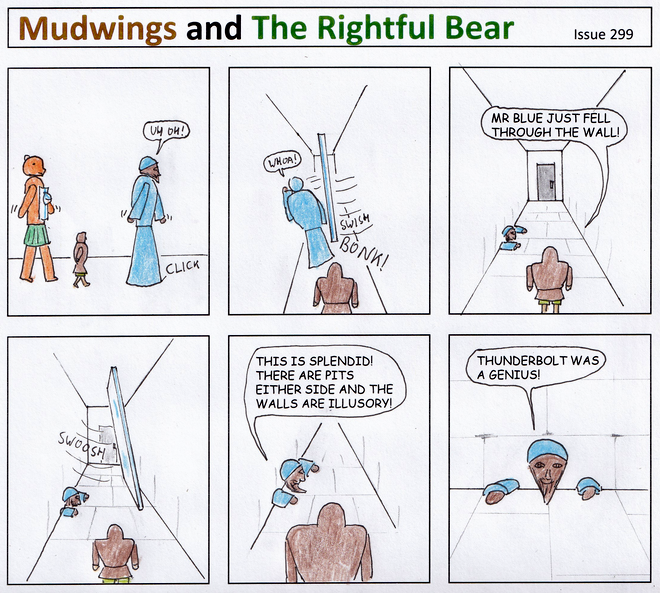 Mudwings and The Rightful Bear
Issue 299
UH OH!
CLICK
WHOA!
SWISH
BONK!
MR BLUE JUST FELL
THROUGH THE WALL!
SWOOSH
THIS IS SPLENDID!
THERE ARE PITS
EITHER SIDE AND THE
WALLS ARE ILLUSORY!
THUNDERBOLT WAS
A GENIUS!